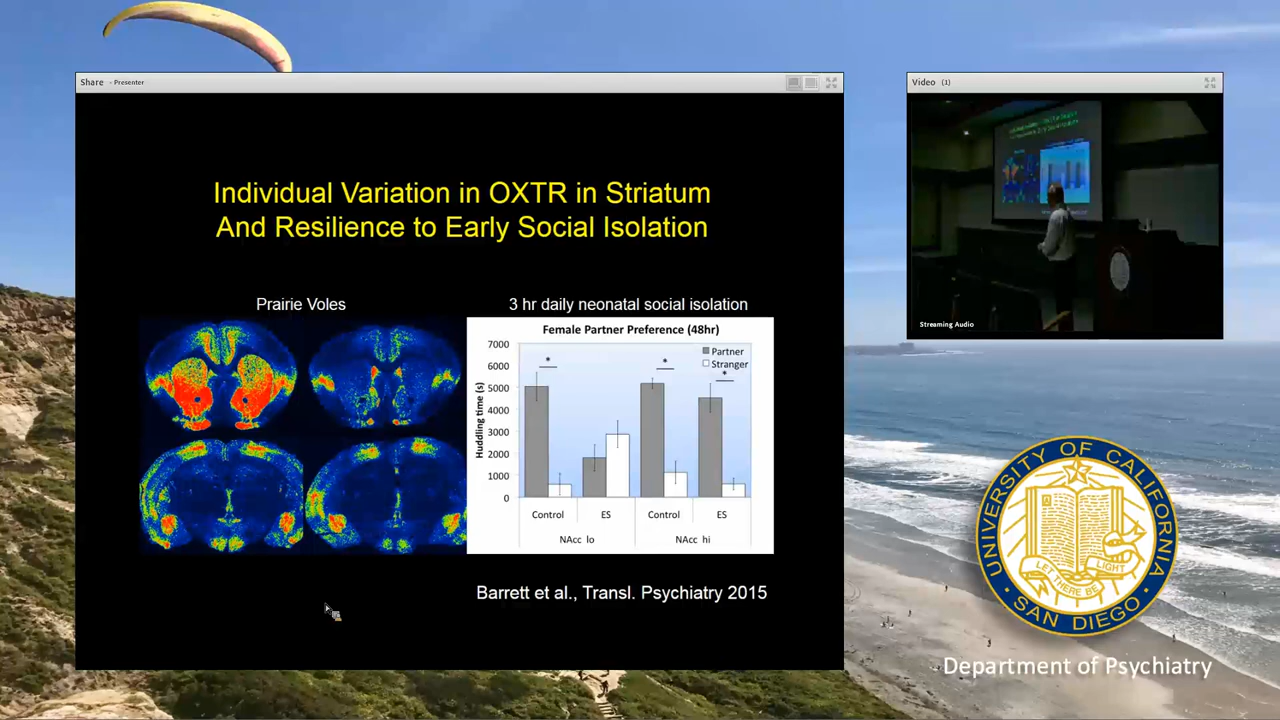 Share - Presenter
Individual Variation in OXTR in Striatum
And Resilience to Early Social Isolation
Prairie Voles
3 hr daily neonatal social isolation
Female Partner Preference (48hr)
Huddling time (s)
7000
6000
5000
4000
3000
2000
1000
0
Partner
Stranger
*
*
*
Control
ES
Control
ES
NAcc lo
NAcc hi
Barrett et al., Transl. Psychiatry 2015
Video (1)
Streaming Audio
UNIVERSITY OF CALIFORNIA
LET THERE BE LIGHT
SAN DIEGO
Department of Psychiatry